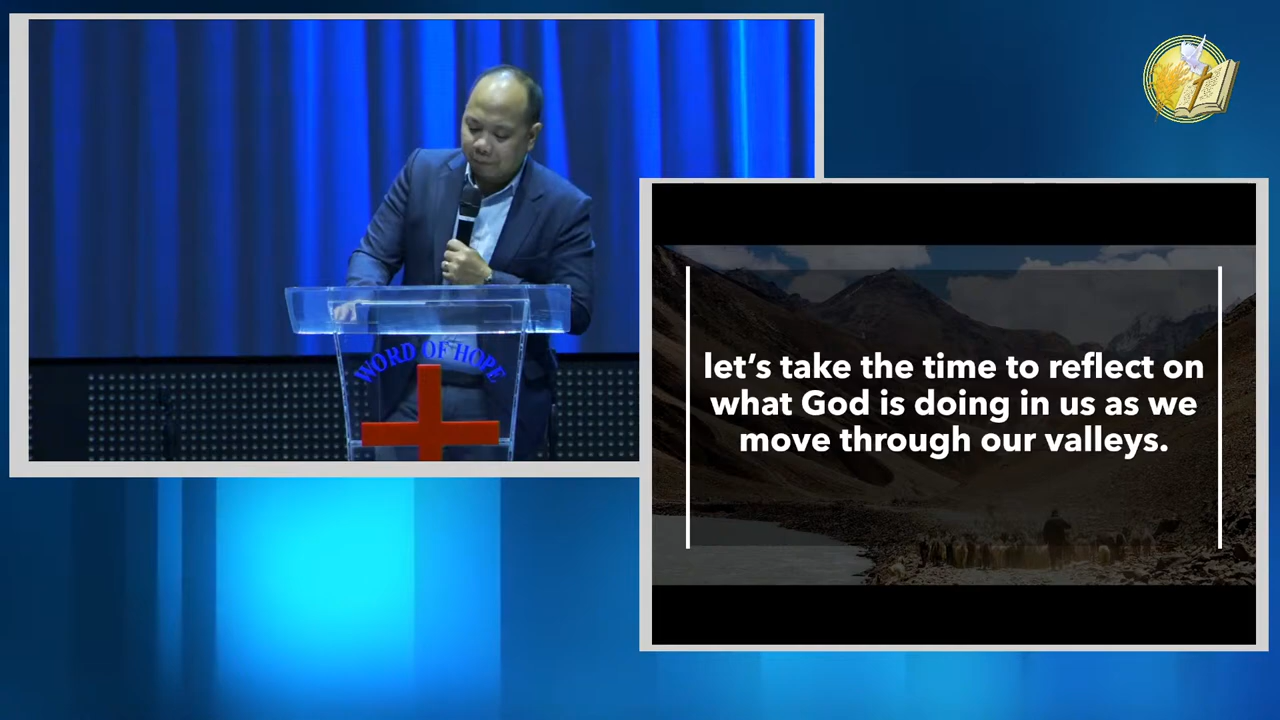 WORD OF HOPE
let's take the time to reflect on
what God is doing in us as we
move through our valleys.